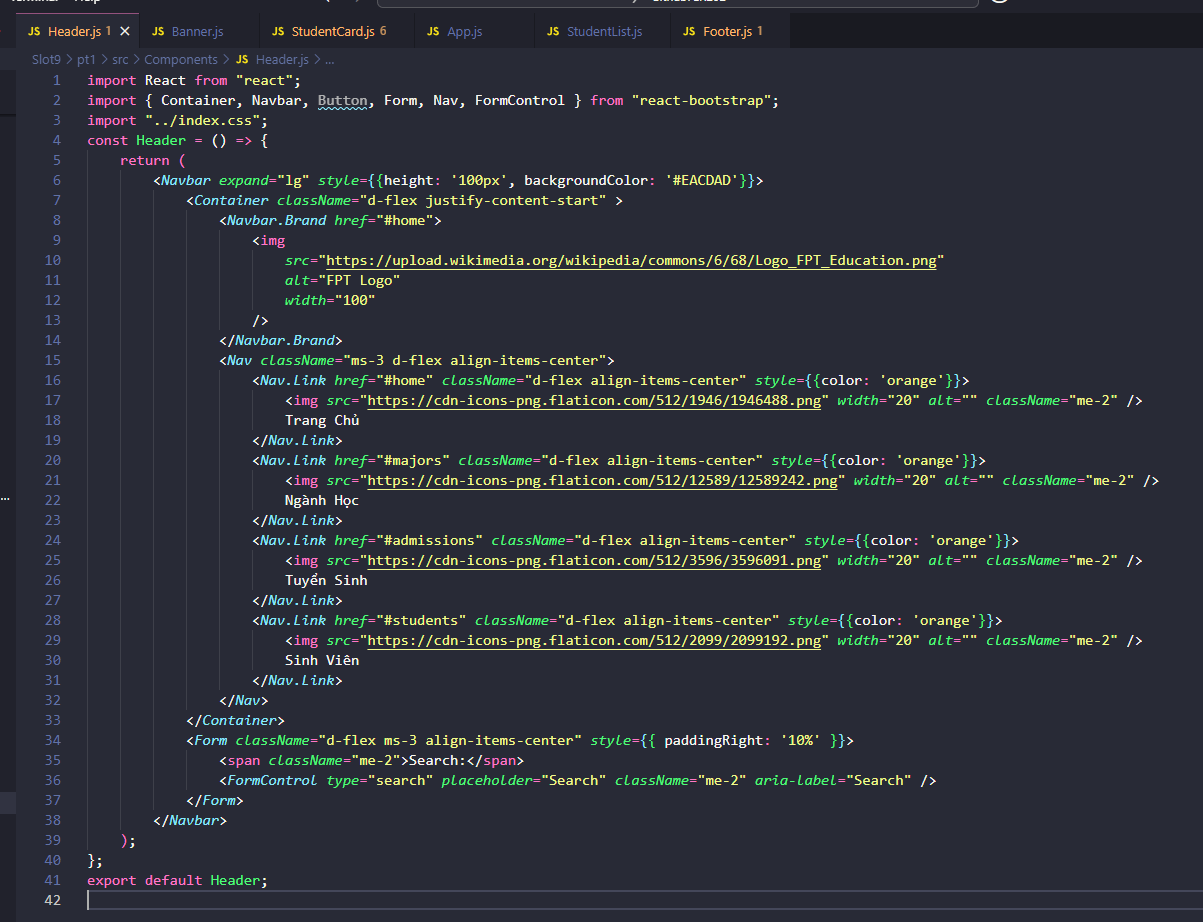 Header.js 1
Banner.js
StudentCard.js 6
App.js
StudentList.js
Footer.js 1
Slot9 > pt1 > src > Components > JS Header.js > ...
1 import React from "react";
2 import { Container, Navbar, Button, Form, Nav, FormControl } from "react-bootstrap";
3 import "../index.css";
4 const Header = () => {
5 return (
6 <Navbar expand="lg" style={{height: '100px', backgroundColor: '#EACDAD'}}>
7 <Container className="d-flex justify-content-start" >
8 <Navbar.Brand href="#home">
9 <img
10 src="https://upload.wikimedia.org/wikipedia/commons/6/68/Logo_FPT_Education.png"
11 alt="FPT Logo"
12 width="100"
13 />
14 </Navbar.Brand>
15 <Nav className="ms-3 d-flex align-items-center">
16 <Nav.Link href="#home" className="d-flex align-items-center" style={{color: 'orange'}}>
17 <img src="https://cdn-icons-png.flaticon.com/512/1946/1946488.png" width="20" alt="" className="me-2" />
18 Trang Chủ
19 </Nav.Link>
20 <Nav.Link href="#majors" className="d-flex align-items-center" style={{color: 'orange'}}>
21 <img src="https://cdn-icons-png.flaticon.com/512/12589/12589242.png" width="20" alt="" className="me-2" />
22 Ngành Học
23 </Nav.Link>
24 <Nav.Link href="#admissions" className="d-flex align-items-center" style={{color: 'orange'}}>
25 <img src="https://cdn-icons-png.flaticon.com/512/3596/3596091.png" width="20" alt="" className="me-2" />
26 Tuyển Sinh
27 </Nav.Link>
28 <Nav.Link href="#students" className="d-flex align-items-center" style={{color: 'orange'}}>
29 <img src="https://cdn-icons-png.flaticon.com/512/2099/2099192.png" width="20" alt="" className="me-2" />
30 Sinh Viên
31 </Nav.Link>
32 </Nav>
33 </Container>
34 <Form className="d-flex ms-3 align-items-center" style={{ paddingRight: '10%' }}>
35 <span className="me-2">Search:</span>
36 <FormControl type="search" placeholder="Search" className="me-2" aria-label="Search" />
37 </Form>
38 </Navbar>
39 );
40 };
41 export default Header;
42